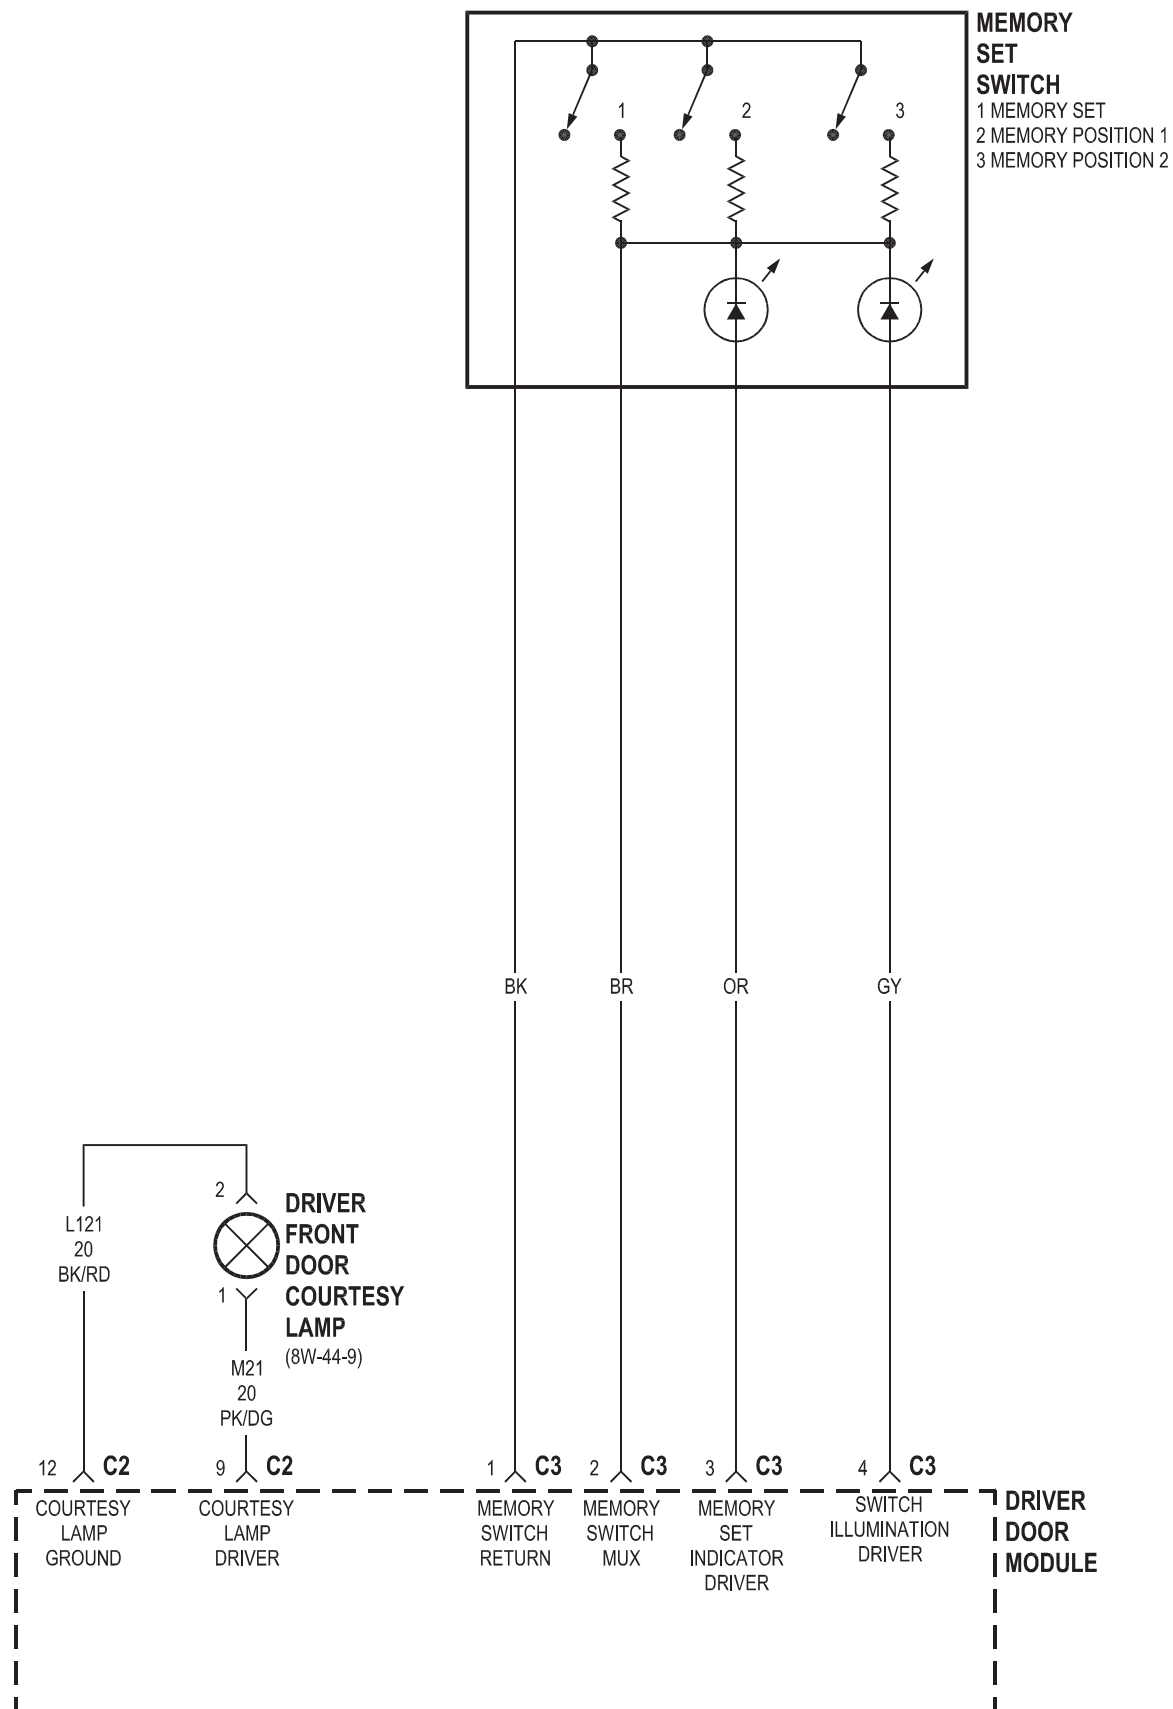 MEMORY
SET
SWITCH
1 MEMORY SET
2 MEMORY POSITION 1
3 MEMORY POSITION 2
1
2
3
BK
BR
OR
GY
2
DRIVER
FRONT
DOOR
COURTESY
LAMP
(8W-44-9)
L121
20
BK/RD
1
M21
20
PK/DG
12
C2
9
C2
1
C3
2
C3
3
C3
4
C3
COURTESY
LAMP
GROUND
COURTESY
LAMP
DRIVER
MEMORY
SWITCH
RETURN
MEMORY
SWITCH
MUX
MEMORY
SET
INDICATOR
DRIVER
SWITCH
ILLUMINATION
DRIVER
DRIVER
DOOR
MODULE